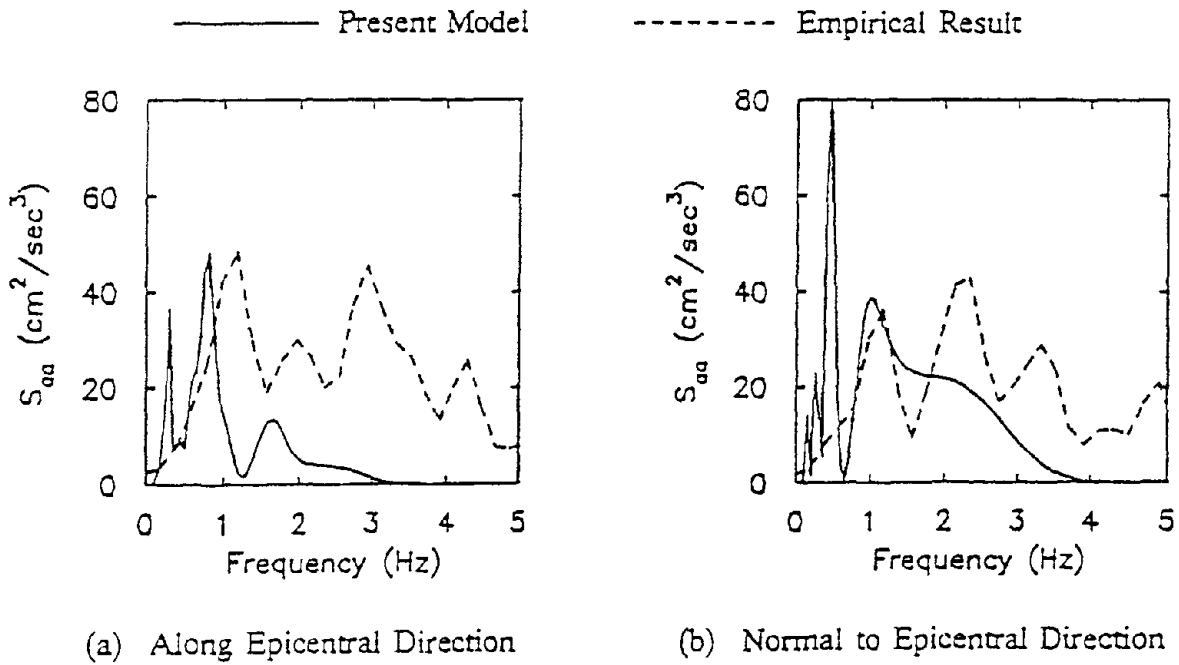 Present Model
Empirical Result
80
60
40
20
0
S_aa (cm^2/sec^3)
0 1 2 3 4 5
Frequency (Hz)
80
60
40
20
0
S_aa (cm^2/sec^3)
0 1 2 3 4 5
Frequency (Hz)
(a) Along Epicentral Direction
(b) Normal to Epicentral Direction